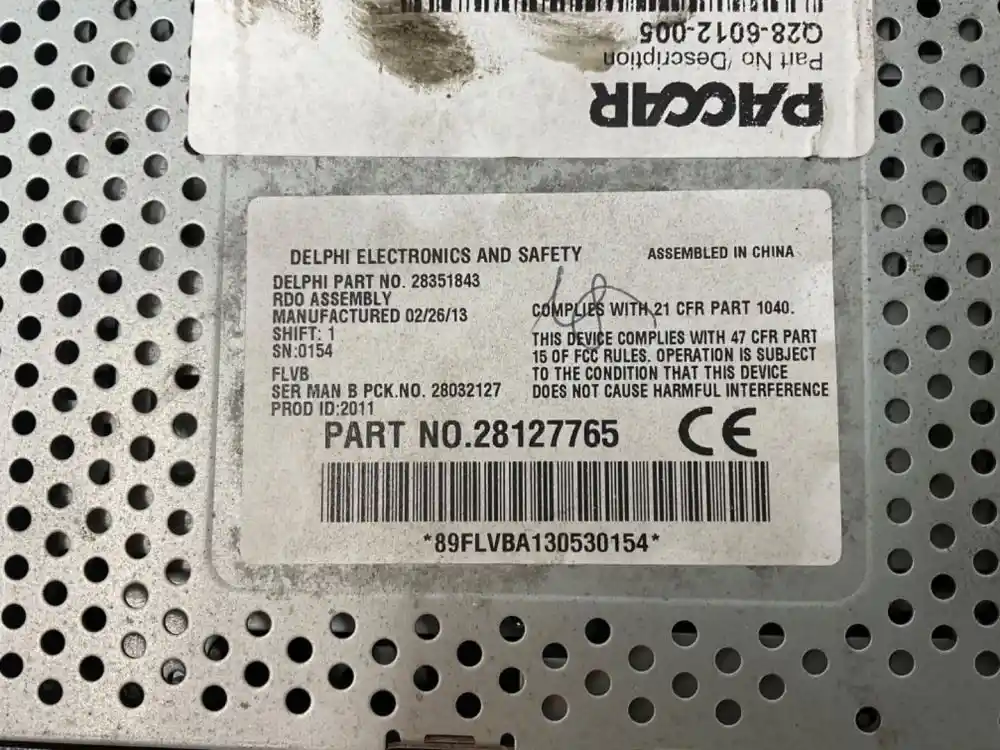 PACCAR
Part No/Description
Q28-6012-005
DELPHI ELECTRONICS AND SAFETY
ASSEMBLED IN CHINA
DELPHI PART NO. 28351843
RDO ASSEMBLY
MANUFACTURED 02/26/13
SHIFT: 1
SN:0154
FLVB
SER MAN B PCK.NO. 28032127
PROD ID:2011
COMPLIES WITH 21 CFR PART 1040.
THIS DEVICE COMPLIES WITH 47 CFR PART
15 OF FCC RULES. OPERATION IS SUBJECT
TO THE CONDITION THAT THIS DEVICE
DOES NOT CAUSE HARMFUL INTERFERENCE
PART NO.28127765
CE
*89FLVBA130530154*